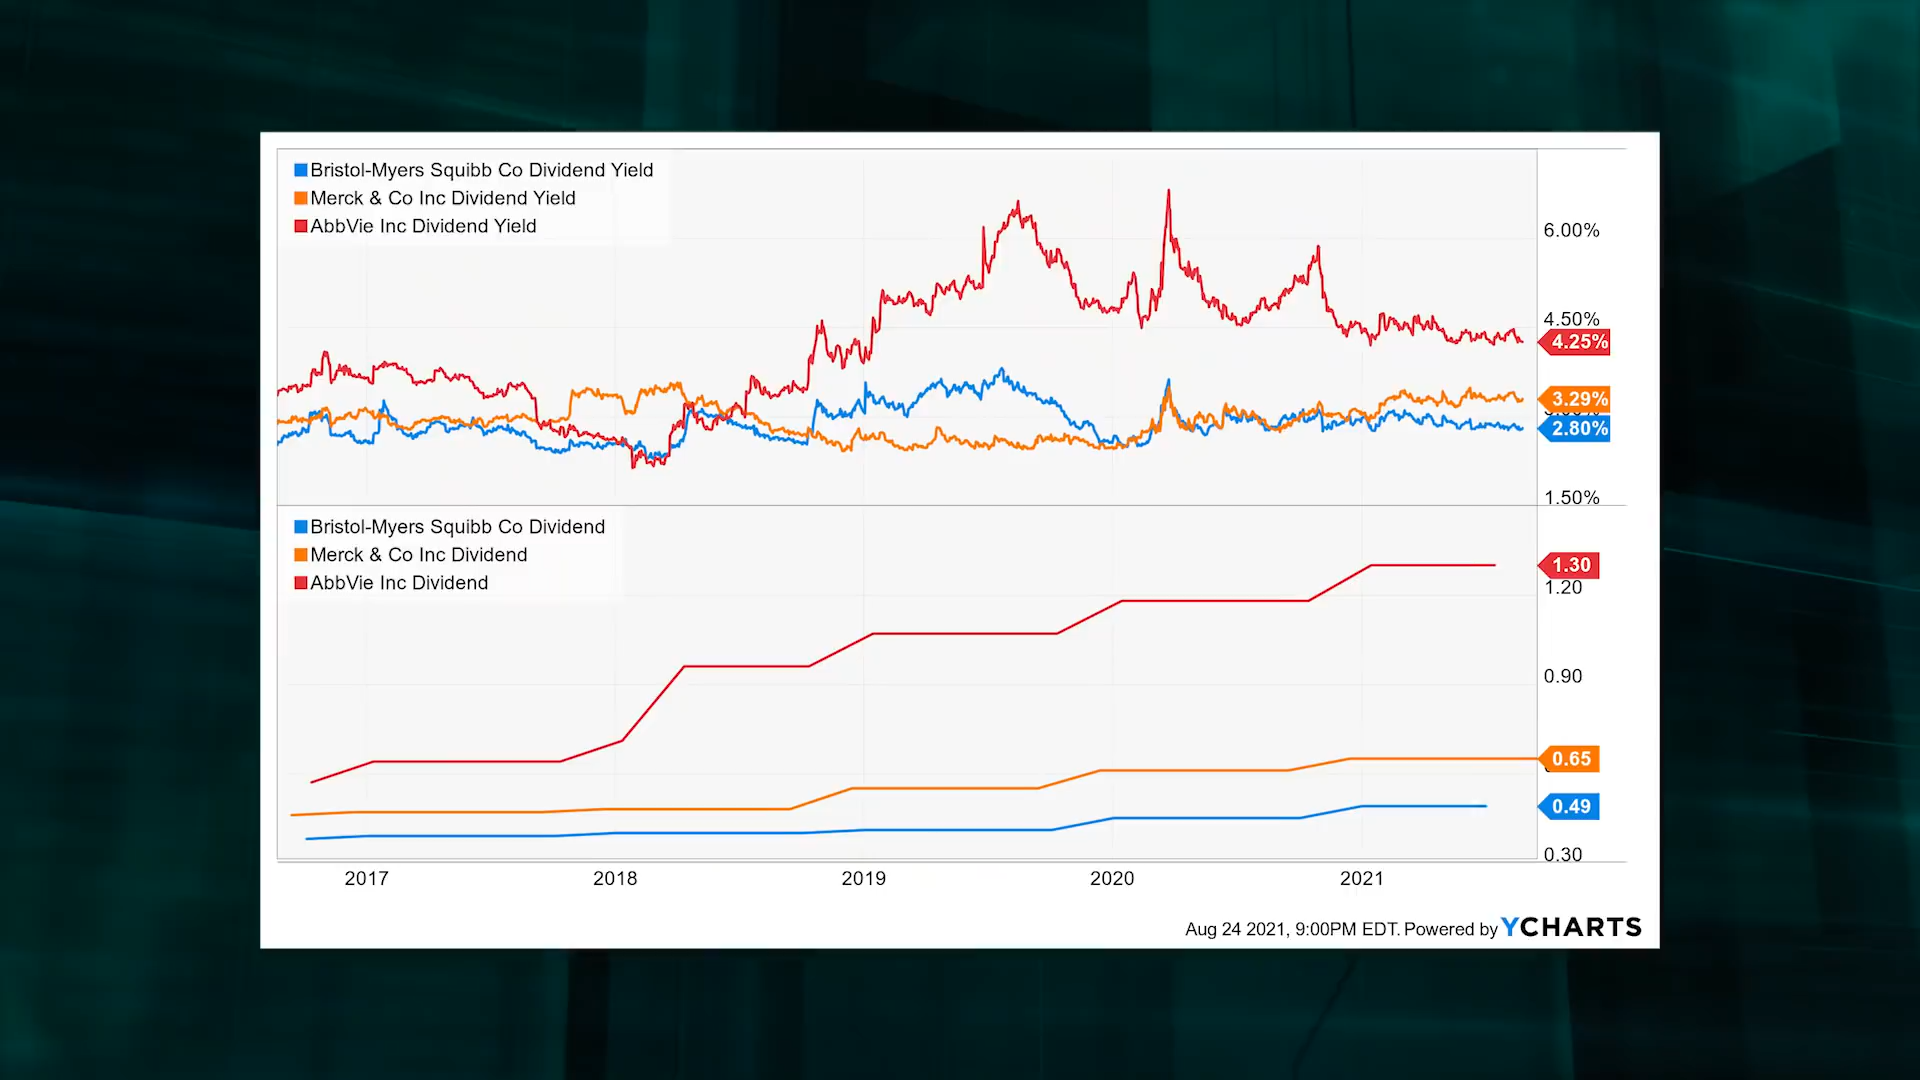 Bristol-Myers Squibb Co Dividend Yield
Merck & Co Inc Dividend Yield
AbbVie Inc Dividend Yield
6.00%
4.50%
4.25%
3.29%
2.80%
1.50%
Bristol-Myers Squibb Co Dividend
Merck & Co Inc Dividend
AbbVie Inc Dividend
1.30
1.20
0.90
0.65
0.49
0.30
2017 2018 2019 2020 2021
Aug 24 2021, 9:00PM EDT. Powered by YCHARTS